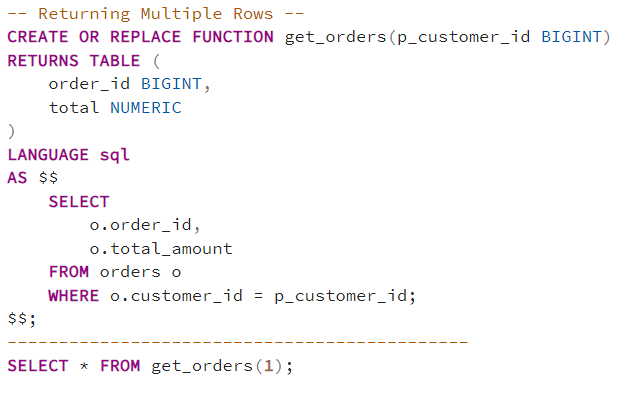 -- Returning Multiple Rows --
CREATE OR REPLACE FUNCTION get_orders(p_customer_id BIGINT)
RETURNS TABLE (
    order_id BIGINT,
    total NUMERIC
)
LANGUAGE sql
AS $$
    SELECT
        o.order_id,
        o.total_amount
    FROM orders o
    WHERE o.customer_id = p_customer_id;
$$;
---------------------------------------------
SELECT * FROM get_orders(1);